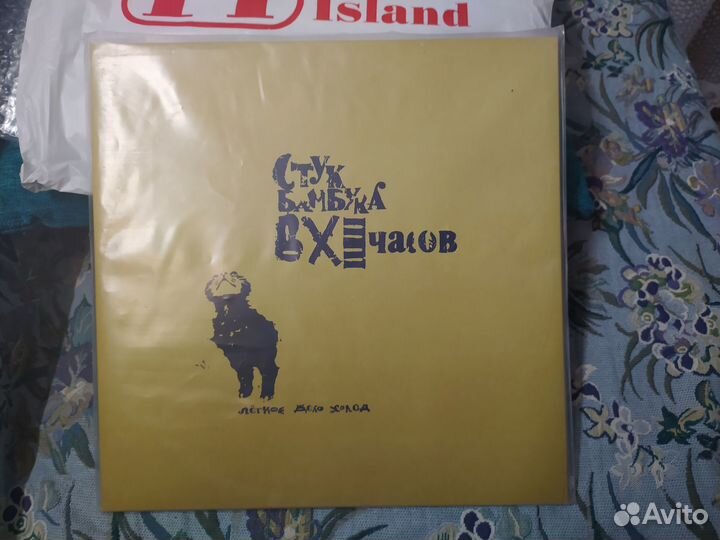 Island
Стук
Бамбука
В XI часов
лёгкое дело холод
Avito